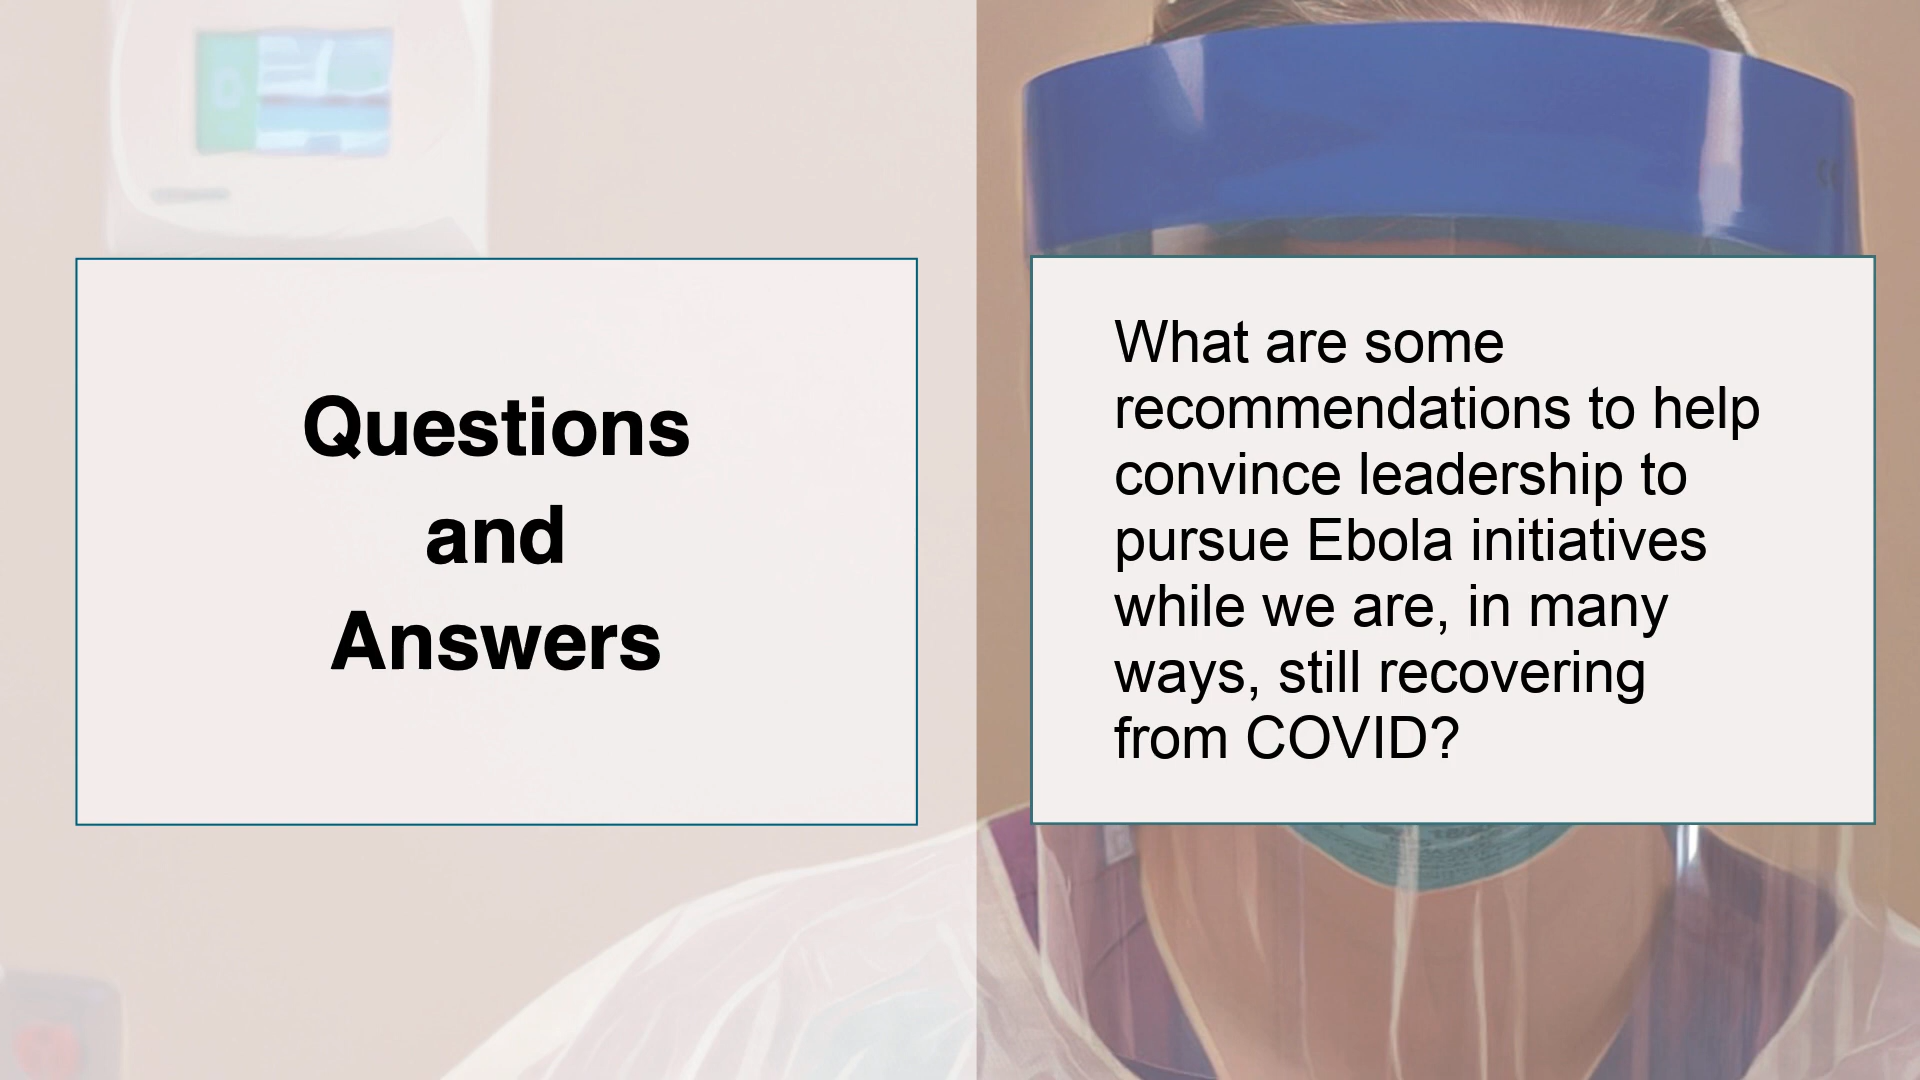 Questions
and
Answers
What are some
recommendations to help
convince leadership to
pursue Ebola initiatives
while we are, in many
ways, still recovering
from COVID?